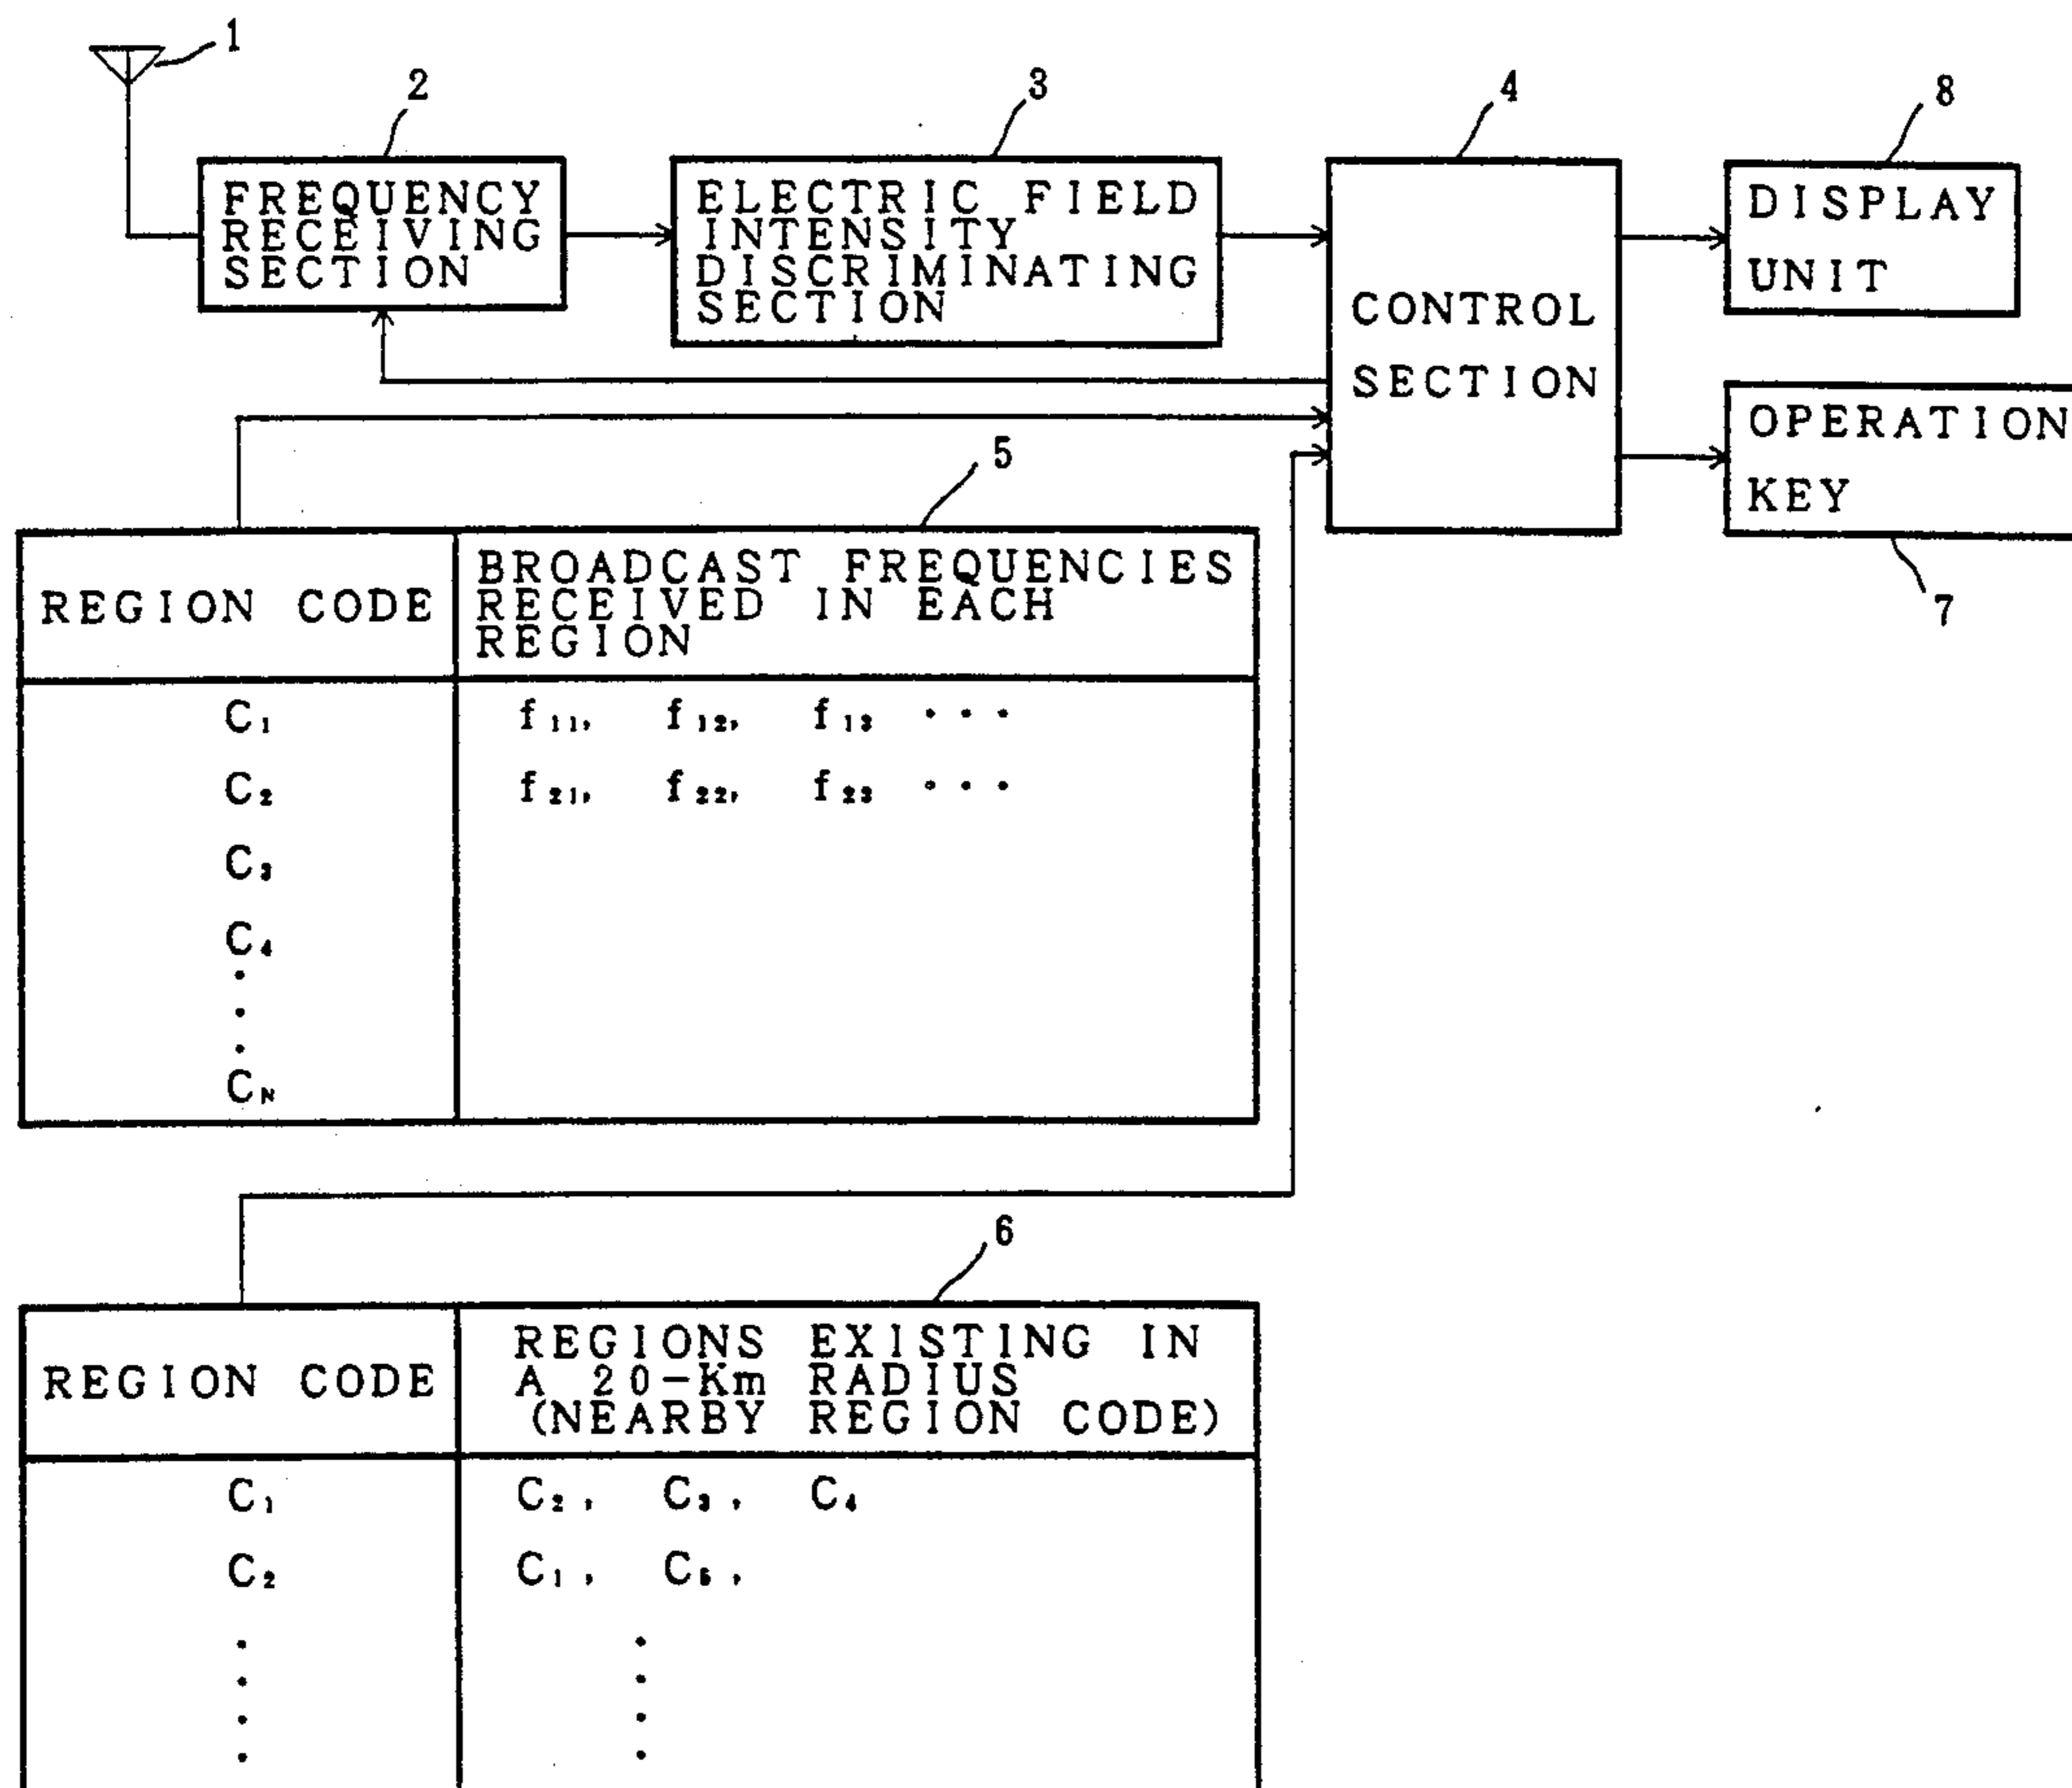 1
2
3
4
8
FREQUENCY
RECEIVING
SECTION
ELECTRIC FIELD
INTENSITY
DISCRIMINATING
SECTION
CONTROL
SECTION
DISPLAY
UNIT
OPERATION
KEY
7
5
REGION CODE
BROADCAST FREQUENCIES
RECEIVED IN EACH
REGION
C₁ f₁₁, f₁₂, f₁₃ ・・・
C₂ f₂₁, f₂₂, f₂₃ ・・・
C₃
C₄
・
・
・
C_N
6
REGION CODE
REGIONS EXISTING IN
A 20-Km RADIUS
(NEARBY REGION CODE)
C₁ C₂, C₃, C₄
C₂ C₁, C₅,
・ ・
・ ・
・ ・
・ ・